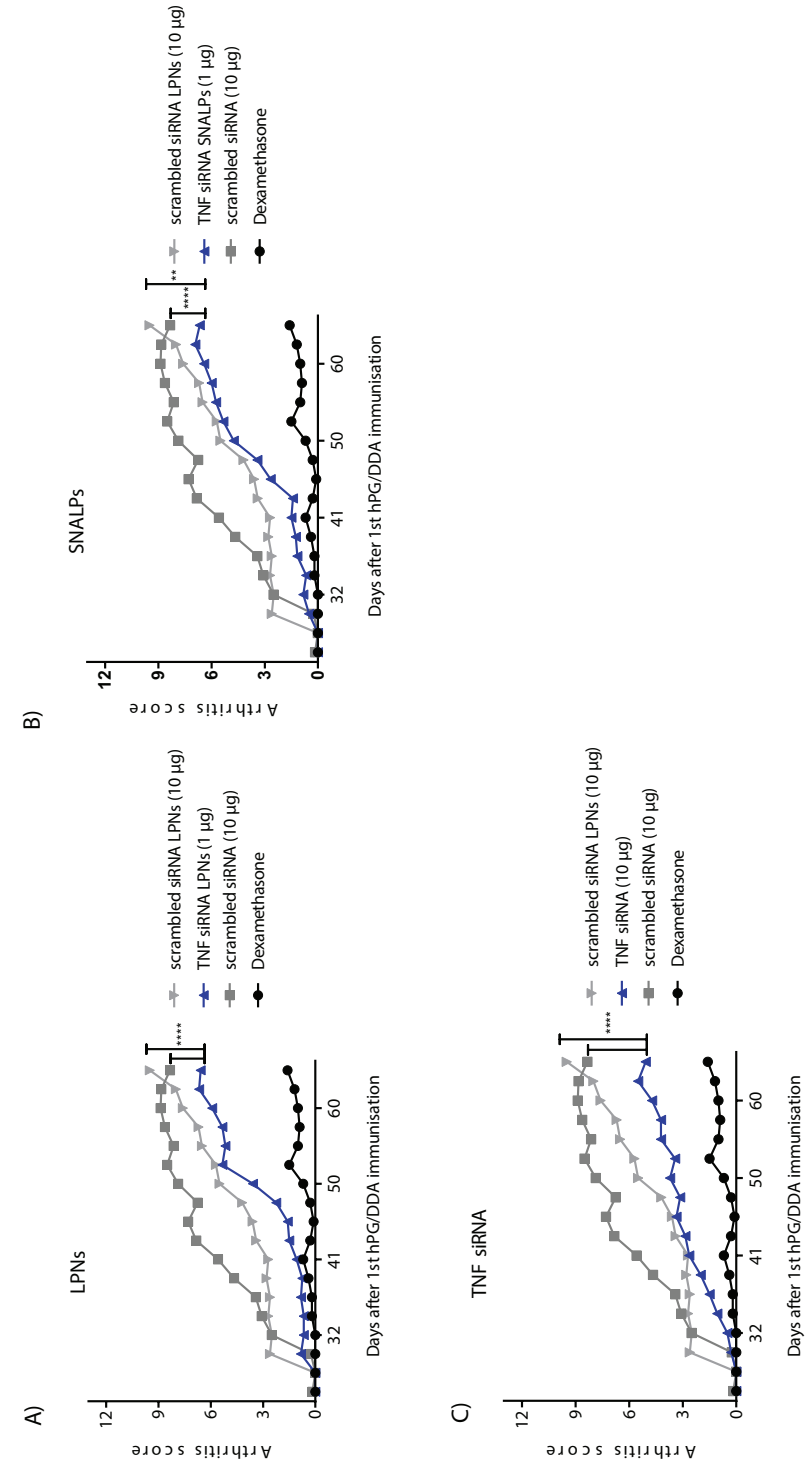 A)
LPNs
Arthritis score
12
9
6
3
0
32
41
50
60
Days after 1st hPG/DDA immunisation
****
scrambled siRNA LPNs (10 µg)
TNF siRNA LPNs (1 µg)
scrambled siRNA (10 µg)
Dexamethasone
B)
SNALPs
Arthritis score
12
9
6
3
0
32
41
50
60
Days after 1st hPG/DDA immunisation
****
**
scrambled siRNA LPNs (10 µg)
TNF siRNA SNALPs (1 µg)
scrambled siRNA (10 µg)
Dexamethasone
C)
TNF siRNA
Arthritis score
12
9
6
3
0
32
41
50
60
Days after 1st hPG/DDA immunisation
****
scrambled siRNA LPNs (10 µg)
TNF siRNA (10 µg)
scrambled siRNA (10 µg)
Dexamethasone